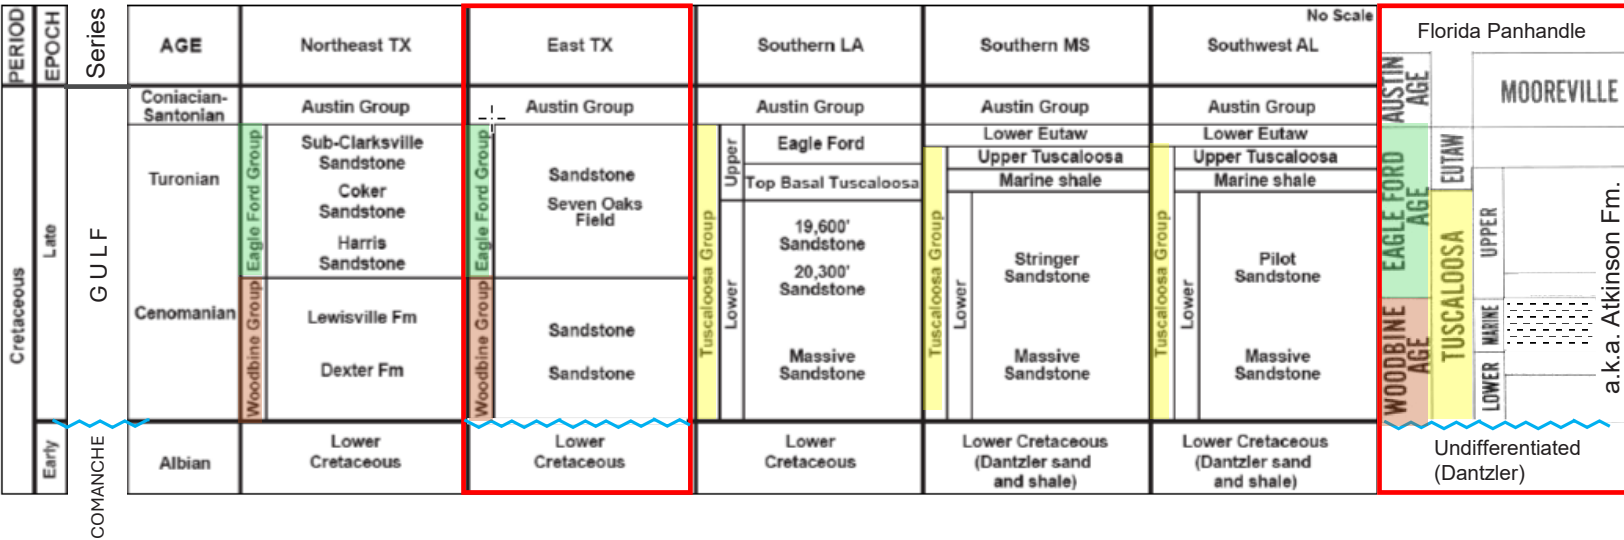 PERIOD
EPOCH
Series
AGE
Northeast TX
East TX
Southern LA
Southern MS
No Scale
Southwest AL
Florida Panhandle
Cretaceous
Late
Early
GULF
COMANCHE
Coniacian-
Santonian
Turonian
Cenomanian
Albian
Austin Group
Eagle Ford Group
Sub-Clarksville
Sandstone
Coker
Sandstone
Harris
Sandstone
Woodbine Group
Lewisville Fm
Dexter Fm
Lower
Cretaceous
Austin Group
Eagle Ford Group
Sandstone
Seven Oaks
Field
Woodbine Group
Sandstone
Sandstone
Lower
Cretaceous
Austin Group
Tuscaloosa Group
Upper
Eagle Ford
Top Basal Tuscaloosa
Lower
19,600'
Sandstone
20,300'
Sandstone
Massive
Sandstone
Lower
Cretaceous
Austin Group
Lower Eutaw
Tuscaloosa Group
Upper Tuscaloosa
Marine shale
Lower
Stringer
Sandstone
Massive
Sandstone
Lower Cretaceous
(Dantzler sand
and shale)
Austin Group
Lower Eutaw
Tuscaloosa Group
Upper Tuscaloosa
Marine shale
Lower
Pilot
Sandstone
Massive
Sandstone
Lower Cretaceous
(Dantzler sand
and shale)
AUSTIN
AGE
MOOREVILLE
EAGLE FORD
AGE
EUTAW
WOODBINE
AGE
TUSCALOOSA
UPPER
MARINE
LOWER
a.k.a. Atkinson Fm.
Undifferentiated
(Dantzler)